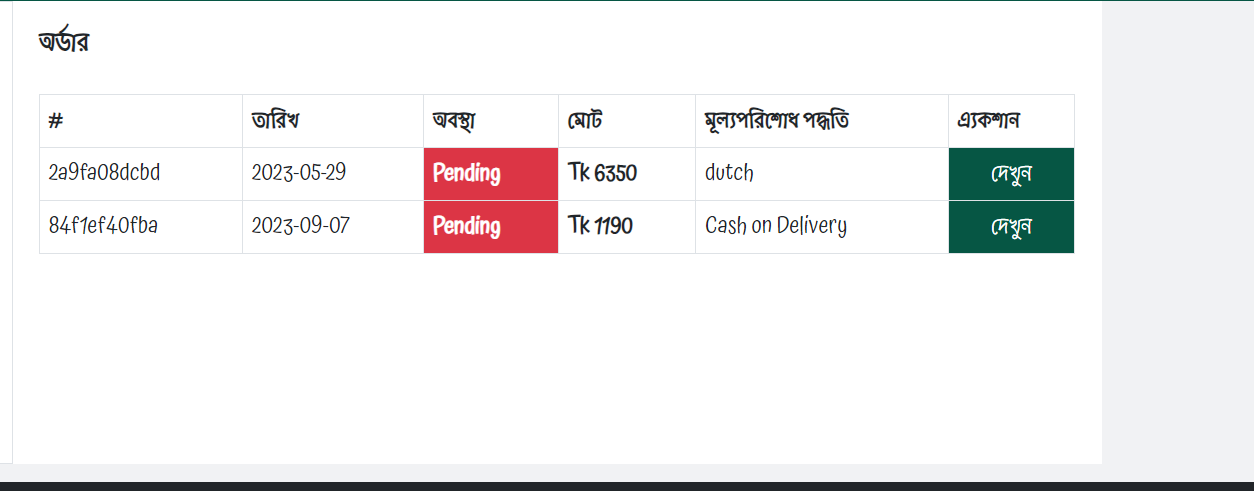 অর্ডার
# তারিখ অবস্থা মোট মূল্যপরিশোধ পদ্ধতি এ্যকশান
2a9fa08dcbd 2023-05-29 Pending Tk 6350 dutch দেখুন
84f1ef40fba 2023-09-07 Pending Tk 1190 Cash on Delivery দেখুন